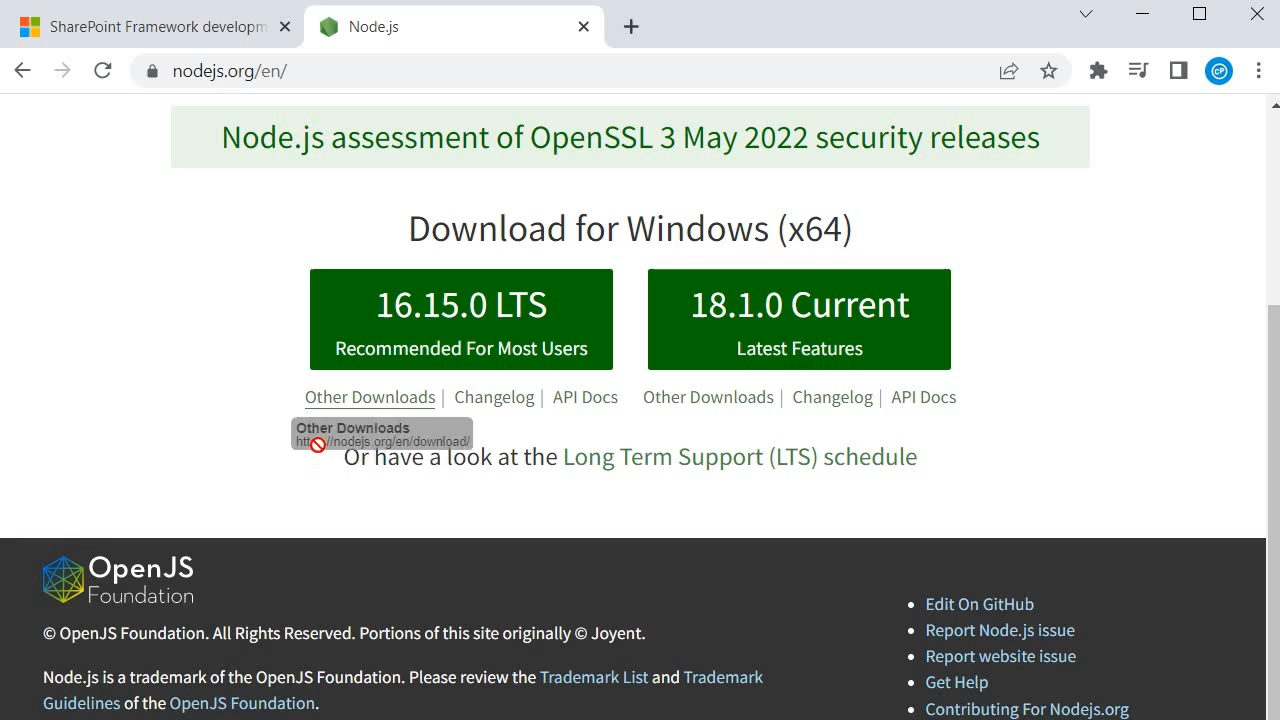 SharePoint Framework developm
Node.js
nodejs.org/en/
cP
Node.js assessment of OpenSSL 3 May 2022 security releases
Download for Windows (x64)
16.15.0 LTS
Recommended For Most Users
18.1.0 Current
Latest Features
Other Downloads | Changelog | API Docs
Other Downloads | Changelog | API Docs
Other Downloads
//nodejs.org/en/download/
Or have a look at the Long Term Support (LTS) schedule
OpenJS
Foundation
© OpenJS Foundation. All Rights Reserved. Portions of this site originally © Joyent.
Node.js is a trademark of the OpenJS Foundation. Please review the Trademark List and Trademark
Guidelines of the OpenJS Foundation.
Edit On GitHub
Report Node.js issue
Report website issue
Get Help
Contributing For Nodejs.org